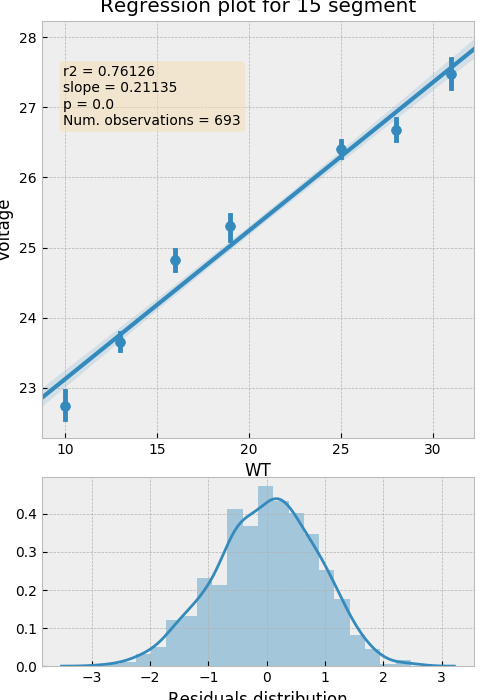 Regression plot for 15 segment
28
r2 = 0.76126
slope = 0.21135
p = 0.0
Num. observations = 693
27
26
25
24
23
Voltage
10 15 20 25 30
WT
0.4
0.3
0.2
0.1
0.0
−3 −2 −1 0 1 2 3
Residuals distribution